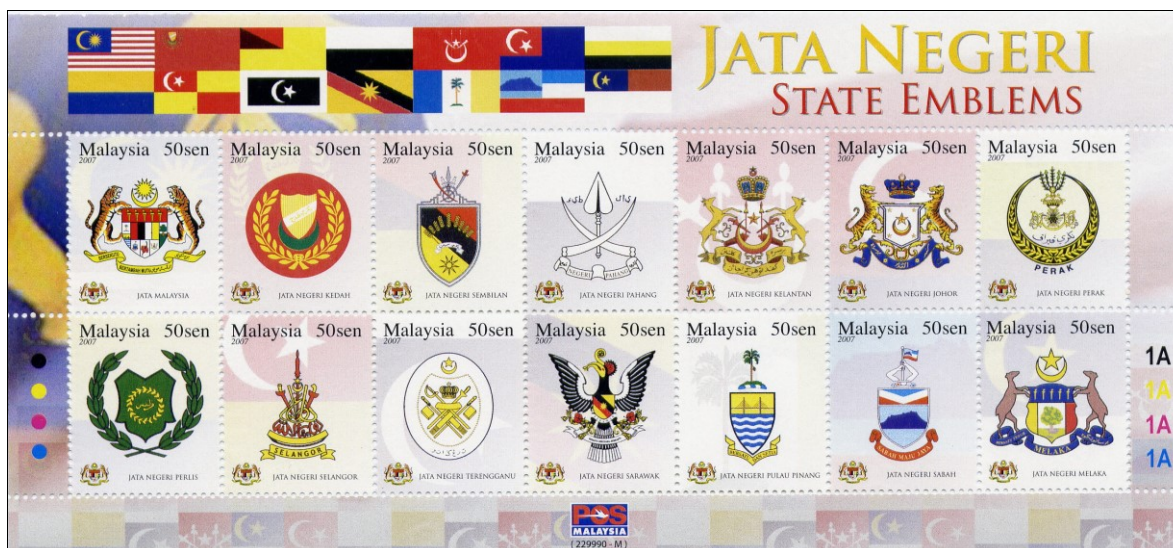 JATA NEGERI
STATE EMBLEMS
Malaysia 50sen
2007
JATA MALAYSIA
Malaysia 50sen
2007
JATA NEGERI KEDAH
Malaysia 50sen
2007
JATA NEGERI SEMBILAN
Malaysia 50sen
2007
NEGERI PAHANG
JATA NEGERI PAHANG
Malaysia 50sen
2007
JATA NEGERI KELANTAN
Malaysia 50sen
2007
JATA NEGERI JOHOR
Malaysia 50sen
2007
PERAK
JATA NEGERI PERAK
Malaysia 50sen
2007
JATA NEGERI PERLIS
Malaysia 50sen
2007
SELANGOR
JATA NEGERI SELANGOR
Malaysia 50sen
2007
JATA NEGERI TERENGGANU
Malaysia 50sen
2007
JATA NEGERI SARAWAK
Malaysia 50sen
2007
JATA NEGERI PULAU PINANG
Malaysia 50sen
2007
SABAH MAJU JAYA
JATA NEGERI SABAH
Malaysia 50sen
2007
MELAKA
JATA NEGERI MELAKA
1A
1A
1A
1A
POS
MALAYSIA
(229990 - M)